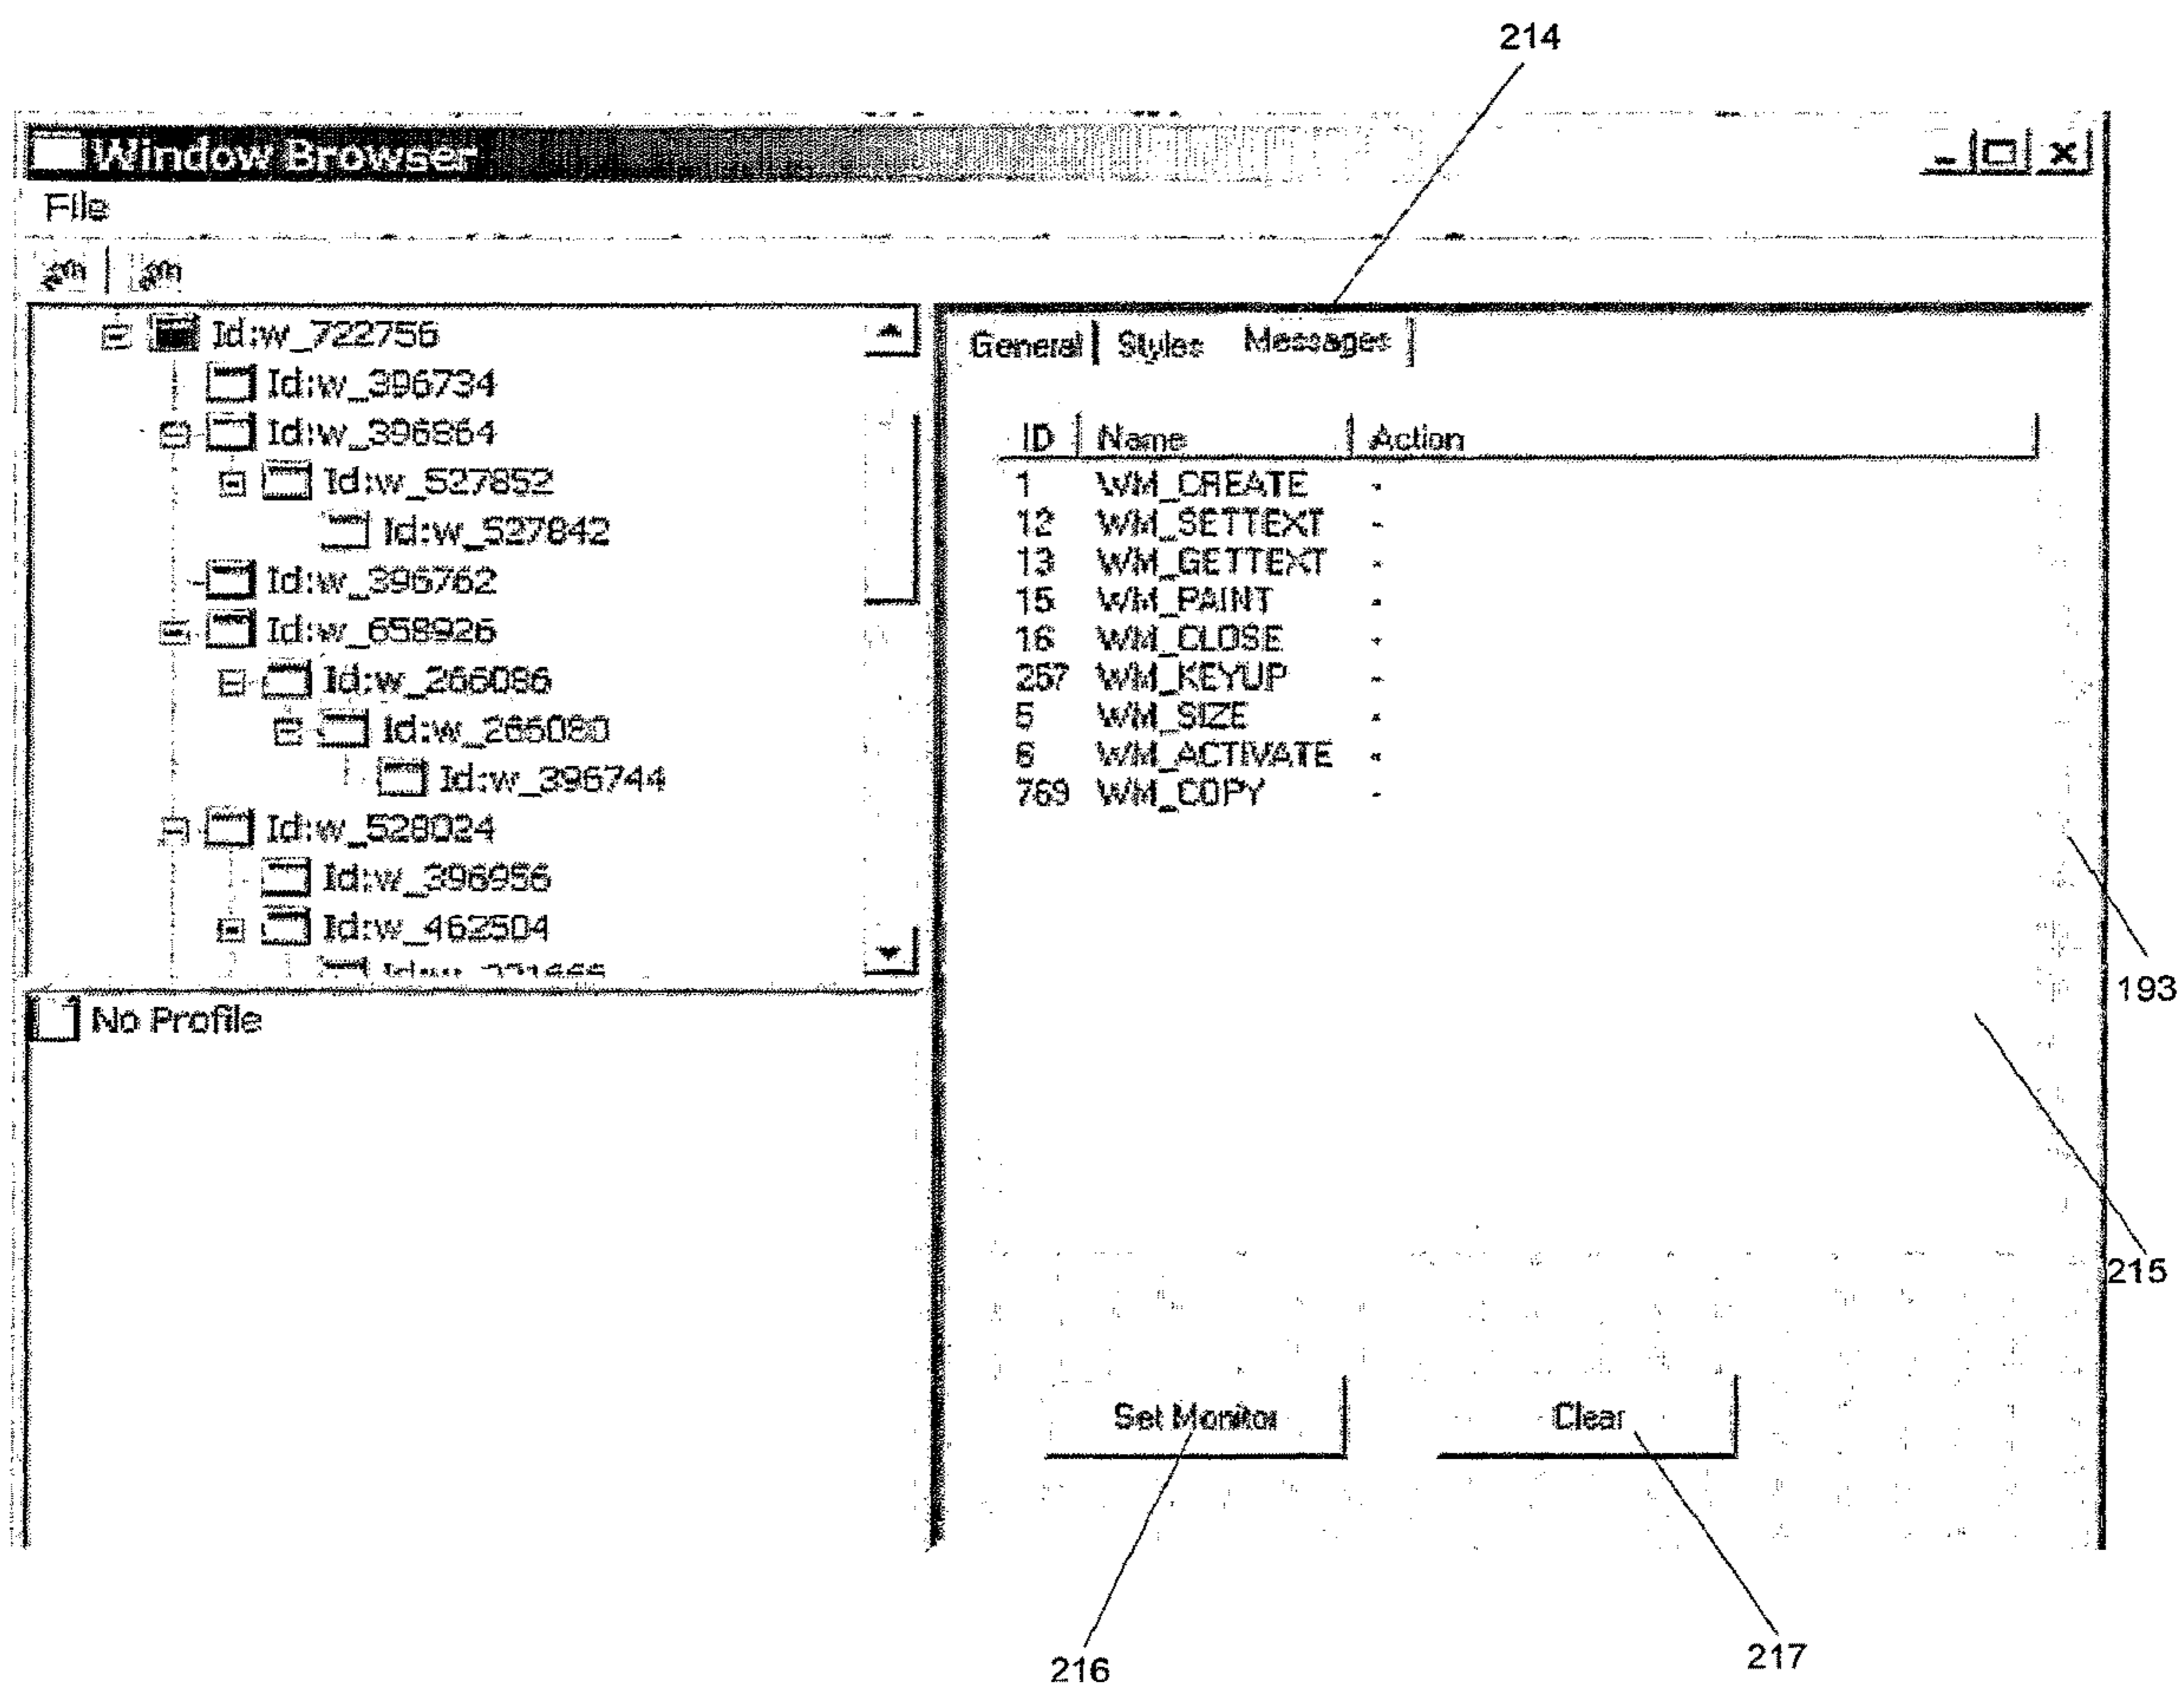 214
Window Browser
File
Id:w_722756
Id:w_396734
Id:w_396864
Id:w_527852
Id:w_527842
Id:w_396762
Id:w_658926
Id:w_266086
Id:w_266080
Id:w_396744
Id:w_528024
Id:w_396956
Id:w_462504
No Profile
General Styles Messages
ID Name Action
1 WM_CREATE -
12 WM_SETTEXT -
13 WM_GETTEXT -
15 WM_PAINT -
16 WM_CLOSE -
257 WM_KEYUP -
5 WM_SIZE -
6 WM_ACTIVATE -
769 WM_COPY -
193
215
Set Monitor Clear
216
217